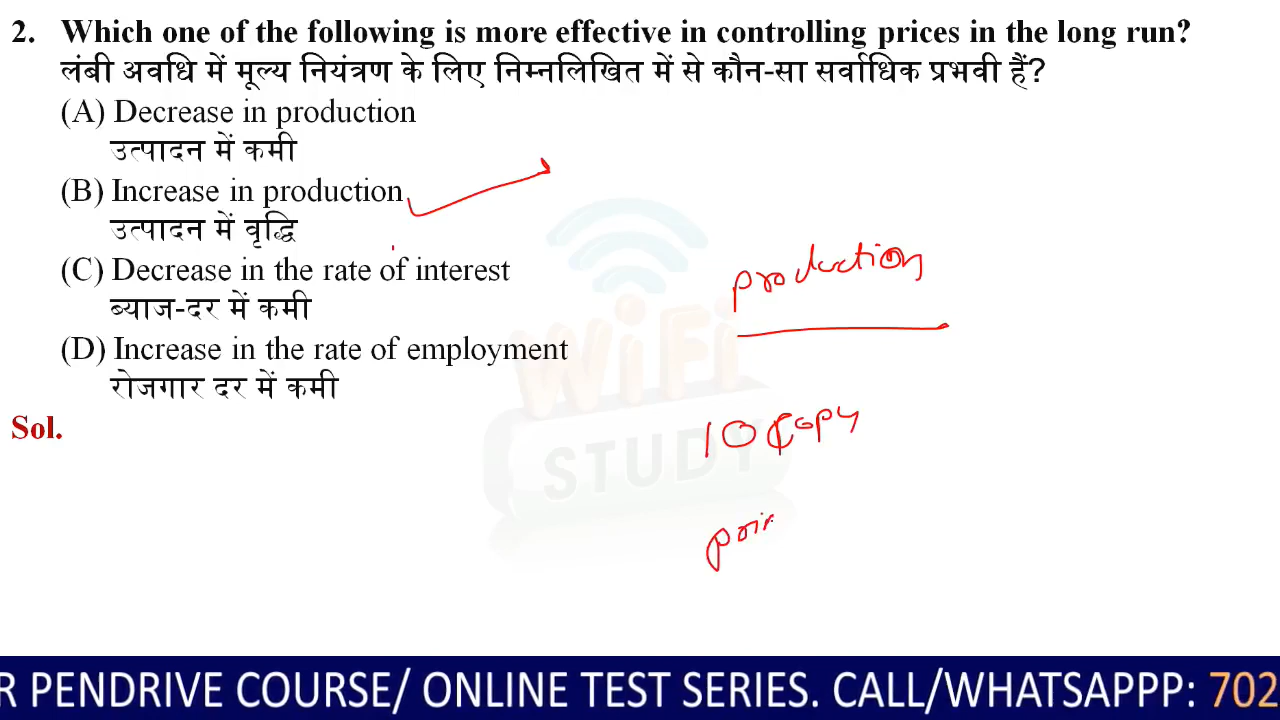 2. Which one of the following is more effective in controlling prices in the long run?
लंबी अवधि में मूल्य नियंत्रण के लिए निम्नलिखित में से कौन-सा सर्वाधिक प्रभवी हैं?
(A) Decrease in production
उत्पादन में कमी
(B) Increase in production
उत्पादन में वृद्धि
(C) Decrease in the rate of interest
ब्याज-दर में कमी
(D) Increase in the rate of employment
रोजगार दर में कमी
Sol.
production
10 Copy
WiFi
STUDY
R PENDRIVE COURSE/ ONLINE TEST SERIES. CALL/WHATSAPPP: 702